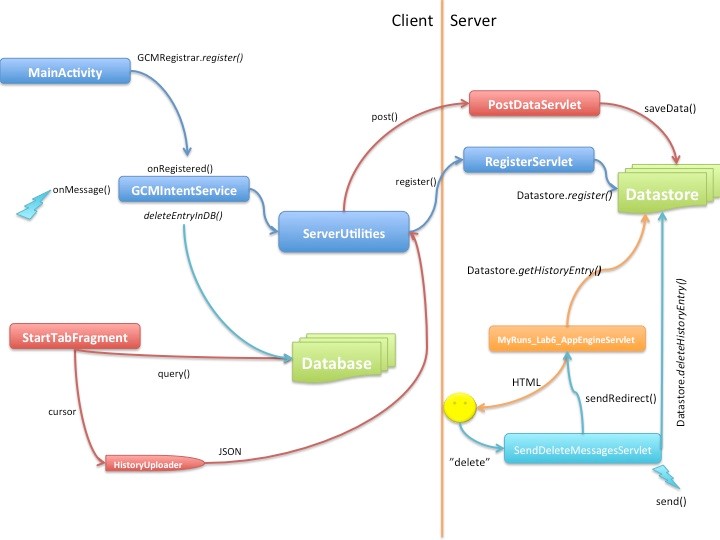 Client
Server
GCMRegistrar.register()
MainActivity
post()
PostDataServlet
saveData()
onRegistered()
onMessage()
GCMIntentService
deleteEntryInDB()
register()
RegisterServlet
Datastore.register()
Datastore
ServerUtilities
Datastore.getHistoryEntry()
Datastore.deleteHistoryEntry()
StartTabFragment
query()
Database
MyRuns_Lab6_AppEngineServlet
HTML
sendRedirect()
cursor
HistoryUploader
JSON
"delete"
SendDeleteMessagesServlet
send()